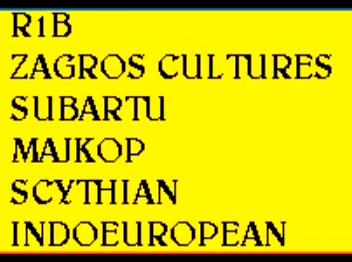 R1B
ZAGROS CULTURES
SUBARTU
MAJKOP
SCYTHIAN
INDOEUROPEAN